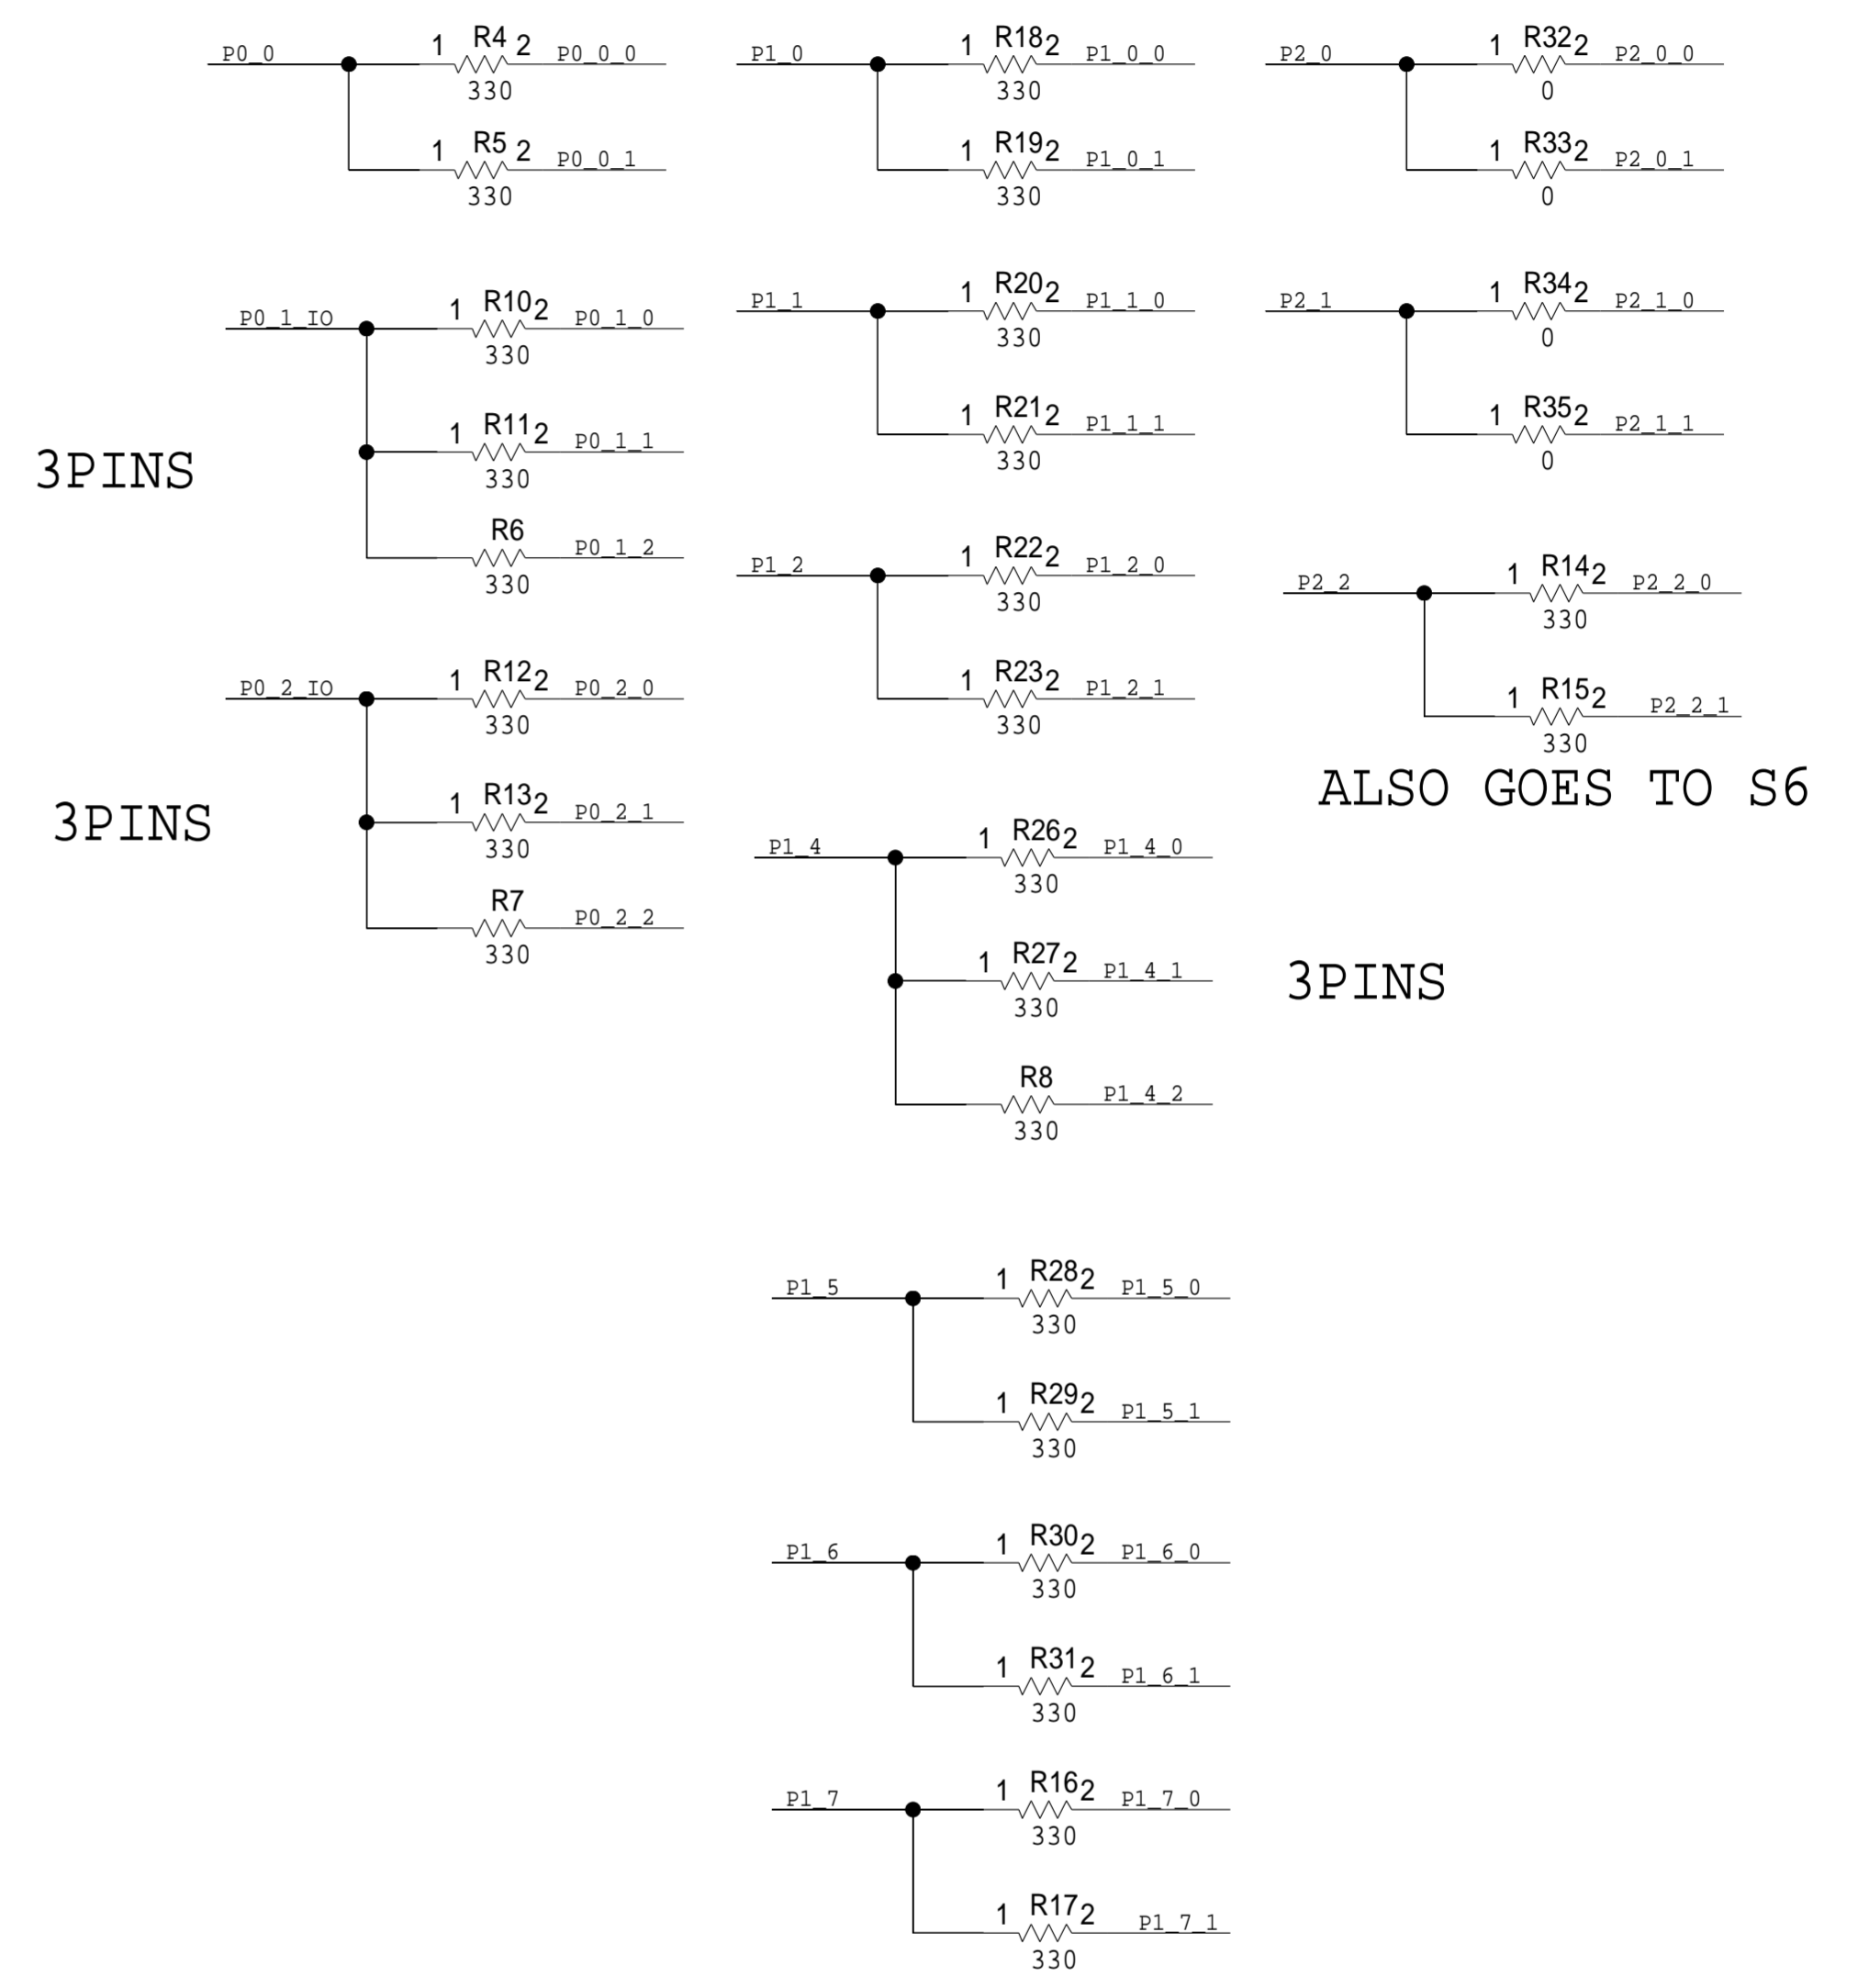 P0_0 1 R4 2 P0_0_0
330
1 R5 2 P0_0_1
330
P0_1_IO 1 R10 2 P0_1_0
330
1 R11 2 P0_1_1
330
3PINS
R6 P0_1_2
330
P0_2_IO 1 R12 2 P0_2_0
330
1 R13 2 P0_2_1
330
3PINS
R7 P0_2_2
330
P1_0 1 R18 2 P1_0_0
330
1 R19 2 P1_0_1
330
P1_1 1 R20 2 P1_1_0
330
1 R21 2 P1_1_1
330
P1_2 1 R22 2 P1_2_0
330
1 R23 2 P1_2_1
330
P1_4 1 R26 2 P1_4_0
330
1 R27 2 P1_4_1
330
3PINS
R8 P1_4_2
330
P1_5 1 R28 2 P1_5_0
330
1 R29 2 P1_5_1
330
P1_6 1 R30 2 P1_6_0
330
1 R31 2 P1_6_1
330
P1_7 1 R16 2 P1_7_0
330
1 R17 2 P1_7_1
330
P2_0 1 R32 2 P2_0_0
0
1 R33 2 P2_0_1
0
P2_1 1 R34 2 P2_1_0
0
1 R35 2 P2_1_1
0
P2_2 1 R14 2 P2_2_0
330
1 R15 2 P2_2_1
330
ALSO GOES TO S6